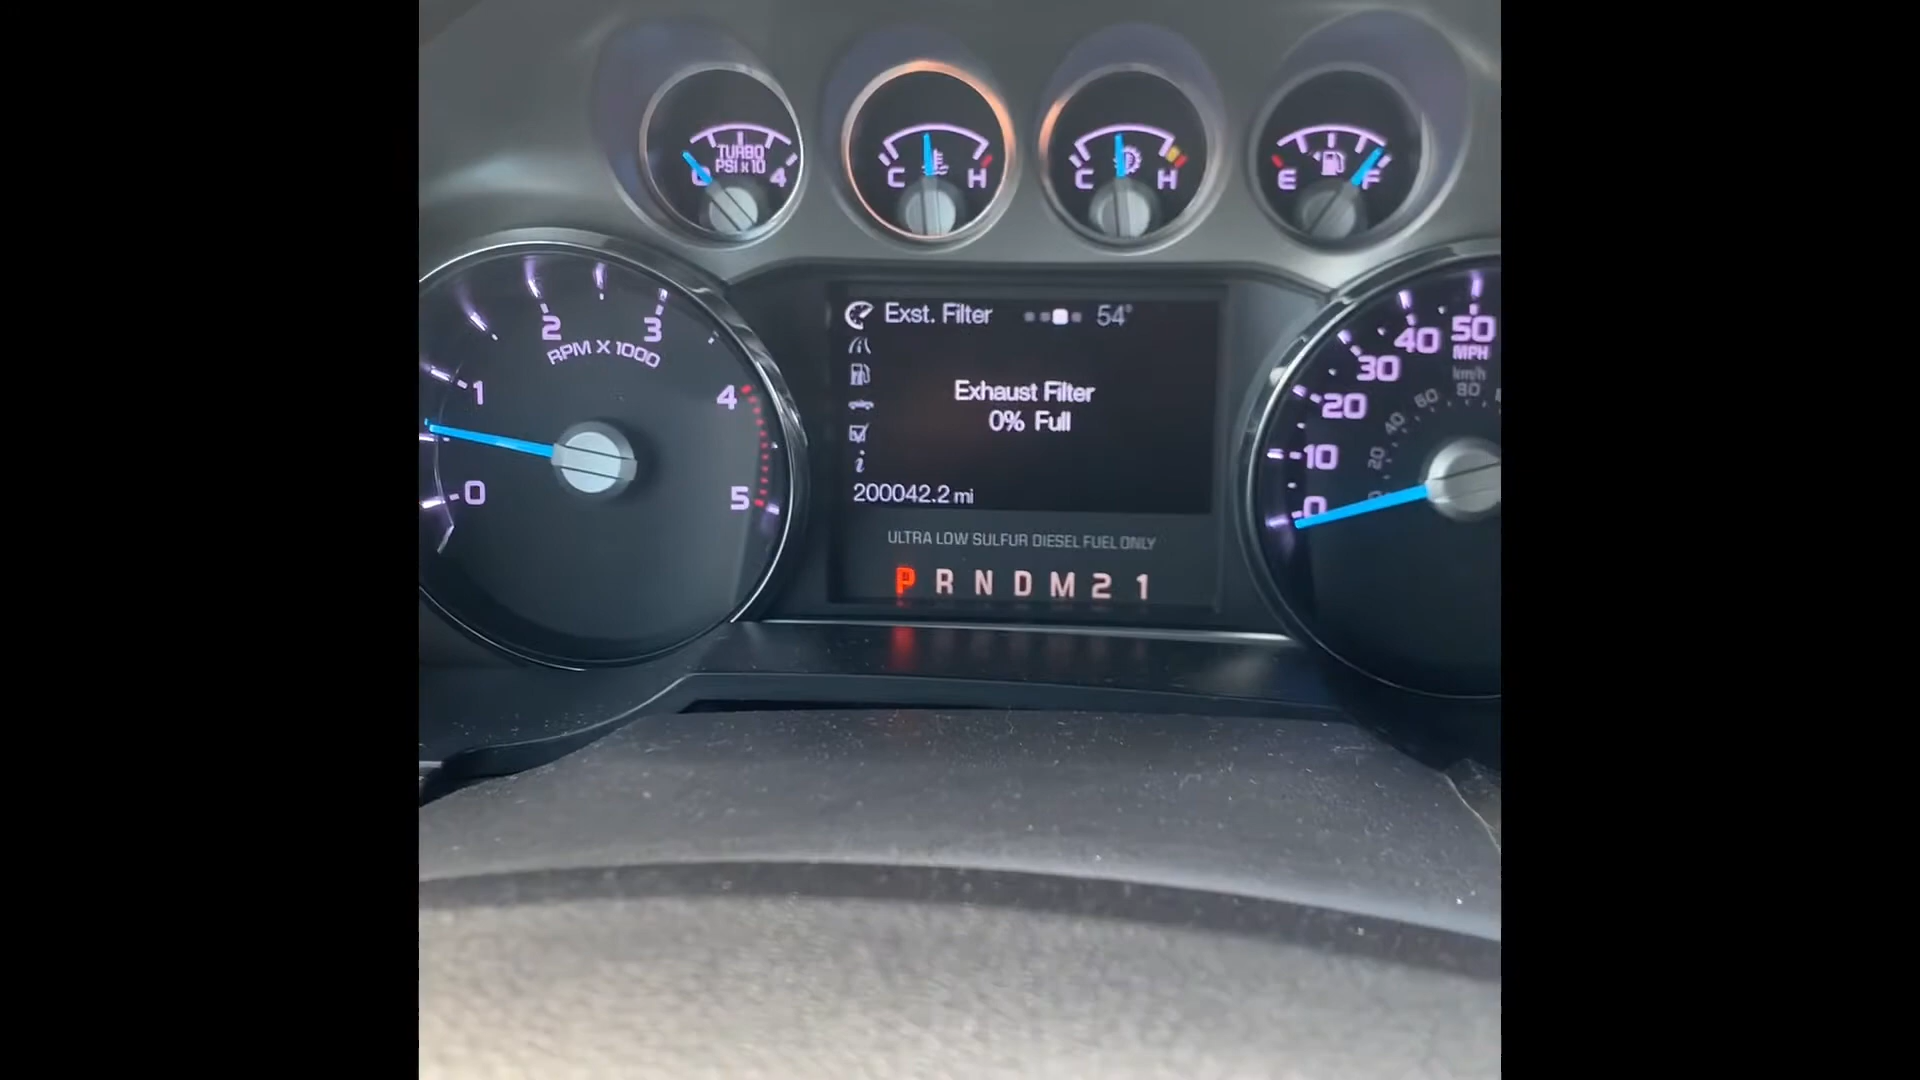 TURBO
PSI x 10
0 4
C H
C H
E F
0 1 2 3 4 5
RPM X 1000
Exst. Filter 54°
Exhaust Filter
0% Full
200042.2 mi
ULTRA LOW SULFUR DIESEL FUEL ONLY
P R N D M 2 1
0 10 20 30 40 50
MPH
km/h
0 20 40 60 80